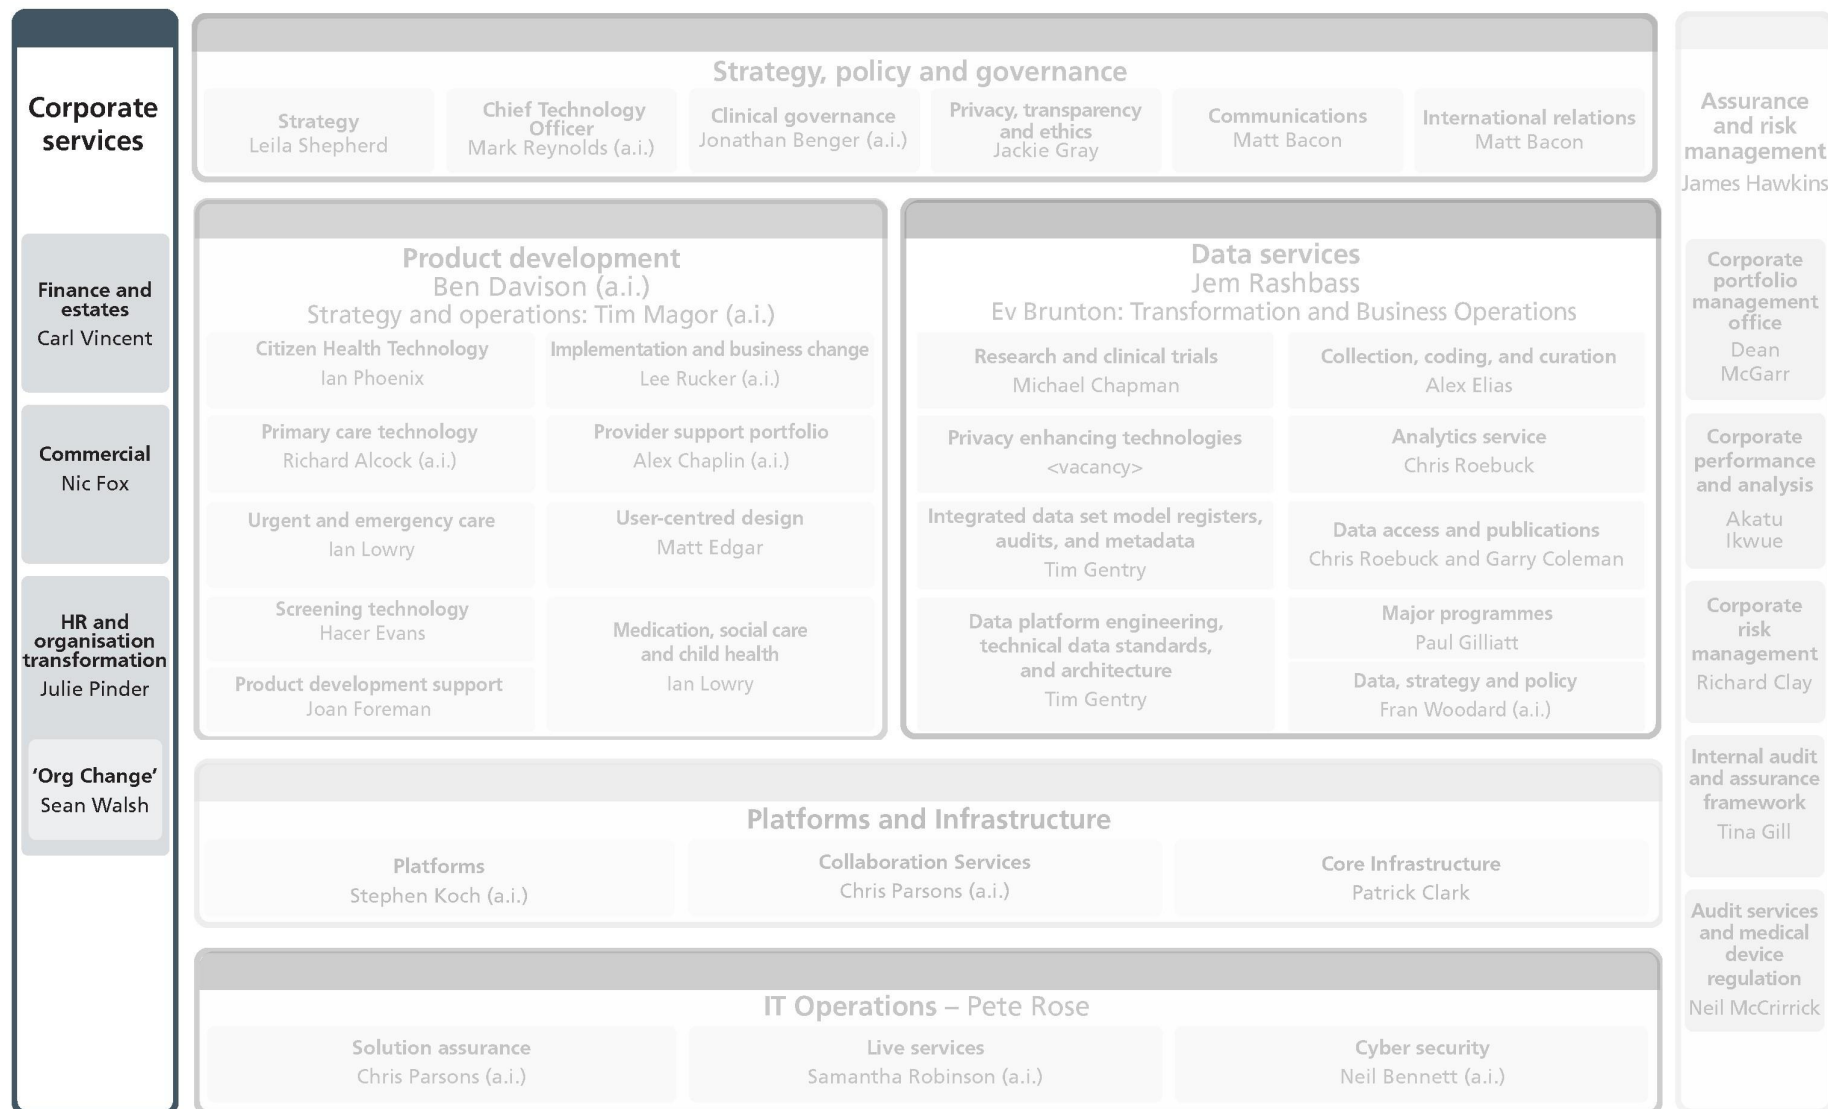 Corporate
services
Finance and
estates
Carl Vincent
Commercial
Nic Fox
HR and
organisation
transformation
Julie Pinder
‘Org Change’
Sean Walsh
Strategy, policy and governance
Strategy
Leila Shepherd
Chief Technology
Officer
Mark Reynolds (a.i.)
Clinical governance
Jonathan Benger (a.i.)
Privacy, transparency
and ethics
Jackie Gray
Communications
Matt Bacon
International relations
Matt Bacon
Product development
Ben Davison (a.i.)
Strategy and operations: Tim Magor (a.i.)
Citizen Health Technology
Ian Phoenix
Implementation and business change
Lee Rucker (a.i.)
Primary care technology
Richard Alcock (a.i.)
Provider support portfolio
Alex Chaplin (a.i.)
Urgent and emergency care
Ian Lowry
User-centred design
Matt Edgar
Screening technology
Hacer Evans
Medication, social care
and child health
Ian Lowry
Product development support
Joan Foreman
Data services
Jem Rashbass
Ev Brunton: Transformation and Business Operations
Research and clinical trials
Michael Chapman
Collection, coding, and curation
Alex Elias
Privacy enhancing technologies
<vacancy>
Analytics service
Chris Roebuck
Integrated data set model registers,
audits, and metadata
Tim Gentry
Data access and publications
Chris Roebuck and Garry Coleman
Data platform engineering,
technical data standards,
and architecture
Tim Gentry
Major programmes
Paul Gilliatt
Data, strategy and policy
Fran Woodard (a.i.)
Platforms and Infrastructure
Platforms
Stephen Koch (a.i.)
Collaboration Services
Chris Parsons (a.i.)
Core Infrastructure
Patrick Clark
IT Operations – Pete Rose
Solution assurance
Chris Parsons (a.i.)
Live services
Samantha Robinson (a.i.)
Cyber security
Neil Bennett (a.i.)
Assurance
and risk
management
James Hawkins
Corporate
portfolio
management
office
Dean
McGarr
Corporate
performance
and analysis
Akatu
Ikwue
Corporate
risk
management
Richard Clay
Internal audit
and assurance
framework
Tina Gill
Audit services
and medical
device
regulation
Neil McCrirrick